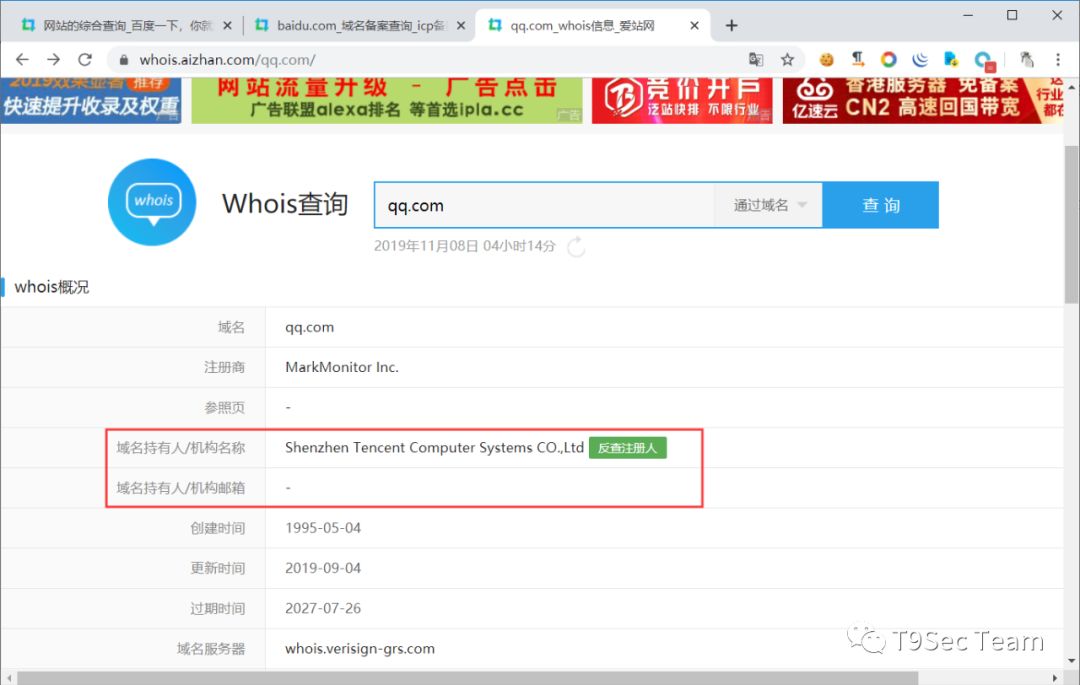 网站的综合查询_百度一下，你就
baidu.com_域名备案查询_icp备
qq.com_whois信息_爱站网
whois.aizhan.com/qq.com/
2019效果显著 推荐
快速提升收录及权重
广告
网站流量升级 - 广告点击
广告联盟alexa排名 等首选ipla.cc
广告
竞价开户
泛站快排 不限行业
广告
亿速云
香港服务器 免备案
CN2 高速回国带宽
行业
都在
whois
Whois查询
qq.com
通过域名
查 询
2019年11月08日 04小时14分
whois概况
域名 qq.com
注册商 MarkMonitor Inc.
参照页 -
域名持有人/机构名称 Shenzhen Tencent Computer Systems CO.,Ltd 反查注册人
域名持有人/机构邮箱 -
创建时间 1995-05-04
更新时间 2019-09-04
过期时间 2027-07-26
域名服务器 whois.verisign-grs.com
T9Sec Team